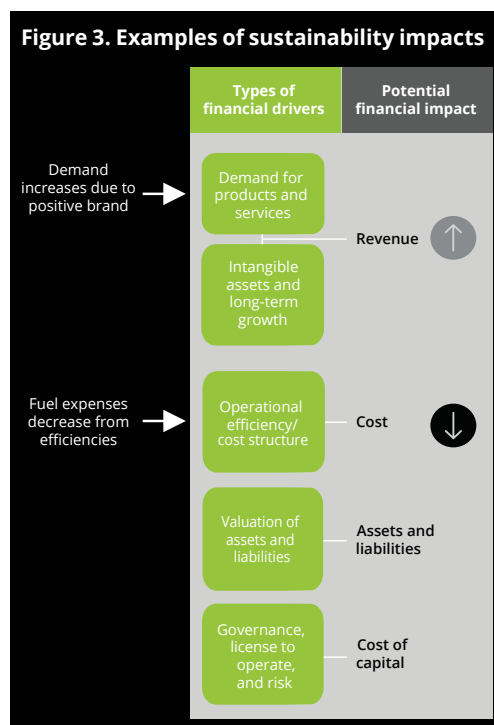 Figure 3. Examples of sustainability impacts
Types of
financial drivers
Potential
financial impact
Demand
increases due to
positive brand
Demand for
products and
services
Revenue
Intangible
assets and
long-term
growth
Fuel expenses
decrease from
efficiencies
Operational
efficiency/
cost structure
Cost
Valuation of
assets and
liabilities
Assets and
liabilities
Governance,
license to
operate,
and risk
Cost of
capital